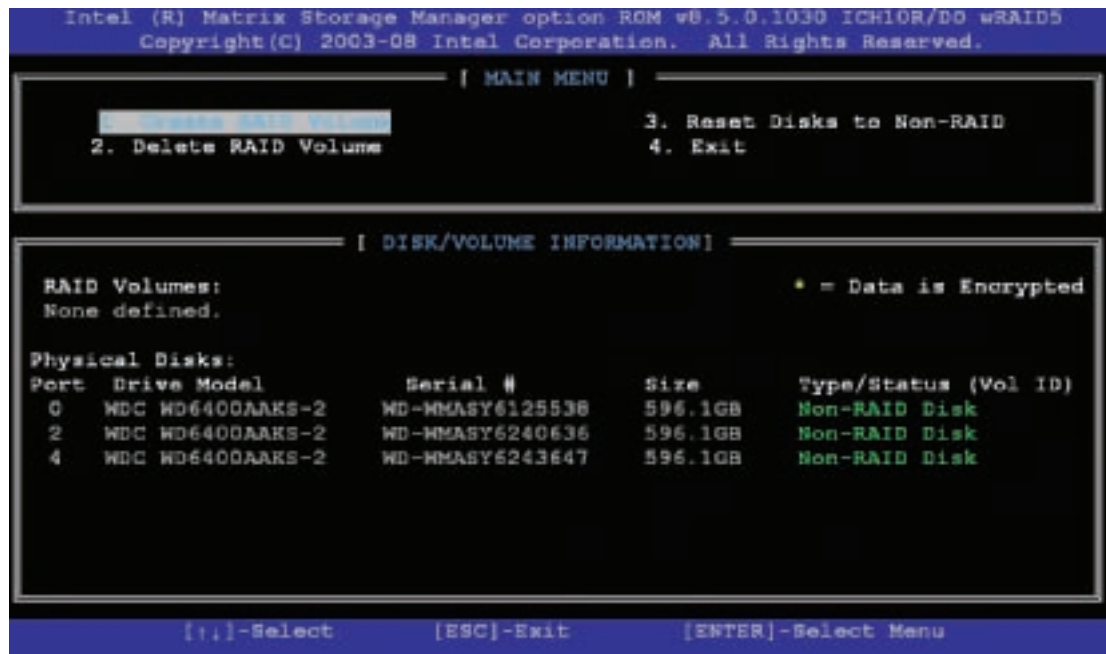 Intel (R) Matrix Storage Manager option ROM v8.5.0.1030 ICH10R/DO wRAID5
Copyright(C) 2003-08 Intel Corporation. All Rights Reserved.
[ MAIN MENU ]
1. Create RAID Volume
2. Delete RAID Volume
3. Reset Disks to Non-RAID
4. Exit
[ DISK/VOLUME INFORMATION]
RAID Volumes:
None defined.
* = Data is Encrypted
Physical Disks:
Port Drive Model Serial # Size Type/Status (Vol ID)
0 WDC WD6400AAKS-2 WD-WMASY6125538 596.1GB Non-RAID Disk
2 WDC WD6400AAKS-2 WD-WMASY6240636 596.1GB Non-RAID Disk
4 WDC WD6400AAKS-2 WD-WMASY6243647 596.1GB Non-RAID Disk
[↑↓]-Select [ESC]-Exit [ENTER]-Select Menu